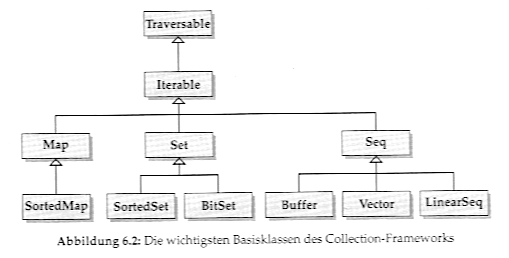 Traversable
Iterable
Map Set Seq
SortedMap SortedSet BitSet Buffer Vector LinearSeq
Abbildung 6.2: Die wichtigsten Basisklassen des Collection-Frameworks